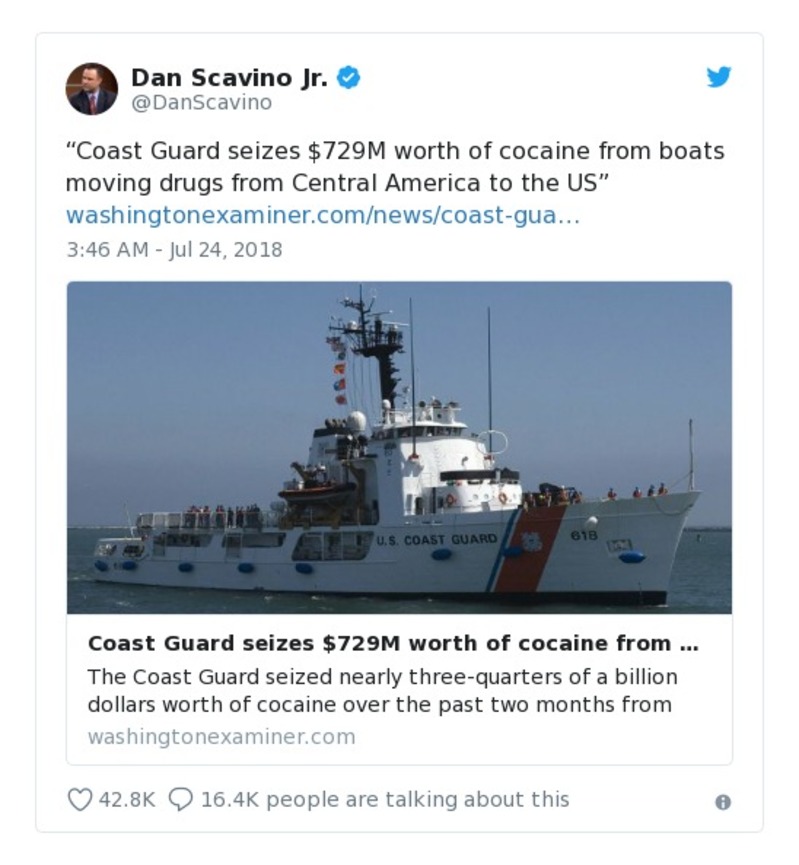 Dan Scavino Jr.
@DanScavino
“Coast Guard seizes $729M worth of cocaine from boats
moving drugs from Central America to the US”
washingtonexaminer.com/news/coast-gua…
3:46 AM - Jul 24, 2018
U.S. COAST GUARD
618
Coast Guard seizes $729M worth of cocaine from ...
The Coast Guard seized nearly three-quarters of a billion
dollars worth of cocaine over the past two months from
washingtonexaminer.com
42.8K 16.4K people are talking about this